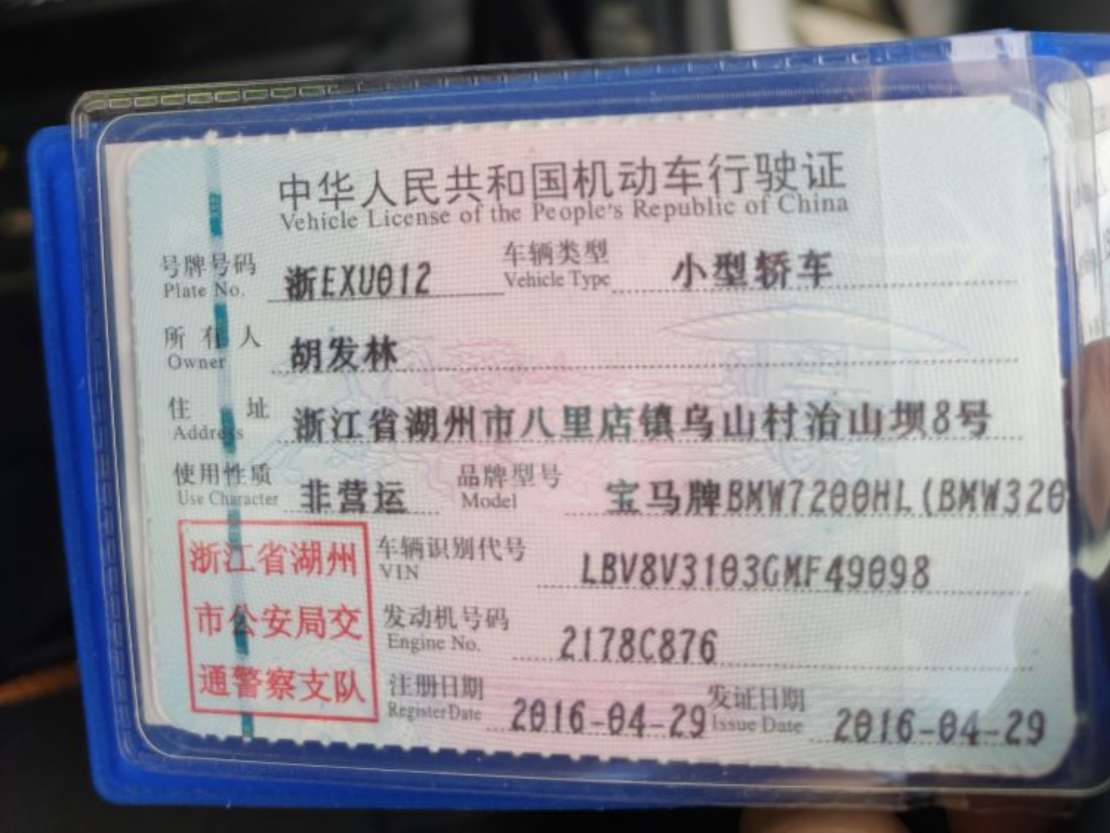 中华人民共和国机动车行驶证
Vehicle License of the People's Republic of China
号牌号码 浙EXU012 车辆类型 小型轿车
Plate No. Vehicle Type
所有人 胡发林
Owner
住址 浙江省湖州市八里店镇乌山村治山坝8号
Address
使用性质 非营运 品牌型号 宝马牌BMW7200HL(BMW320
Use Character Model
浙江省湖州
市公安局交
通警察支队
车辆识别代号 LBV8V3103GMF49098
VIN
发动机号码 2178C876
Engine No.
注册日期 2016-04-29 发证日期 2016-04-29
Register Date Issue Date